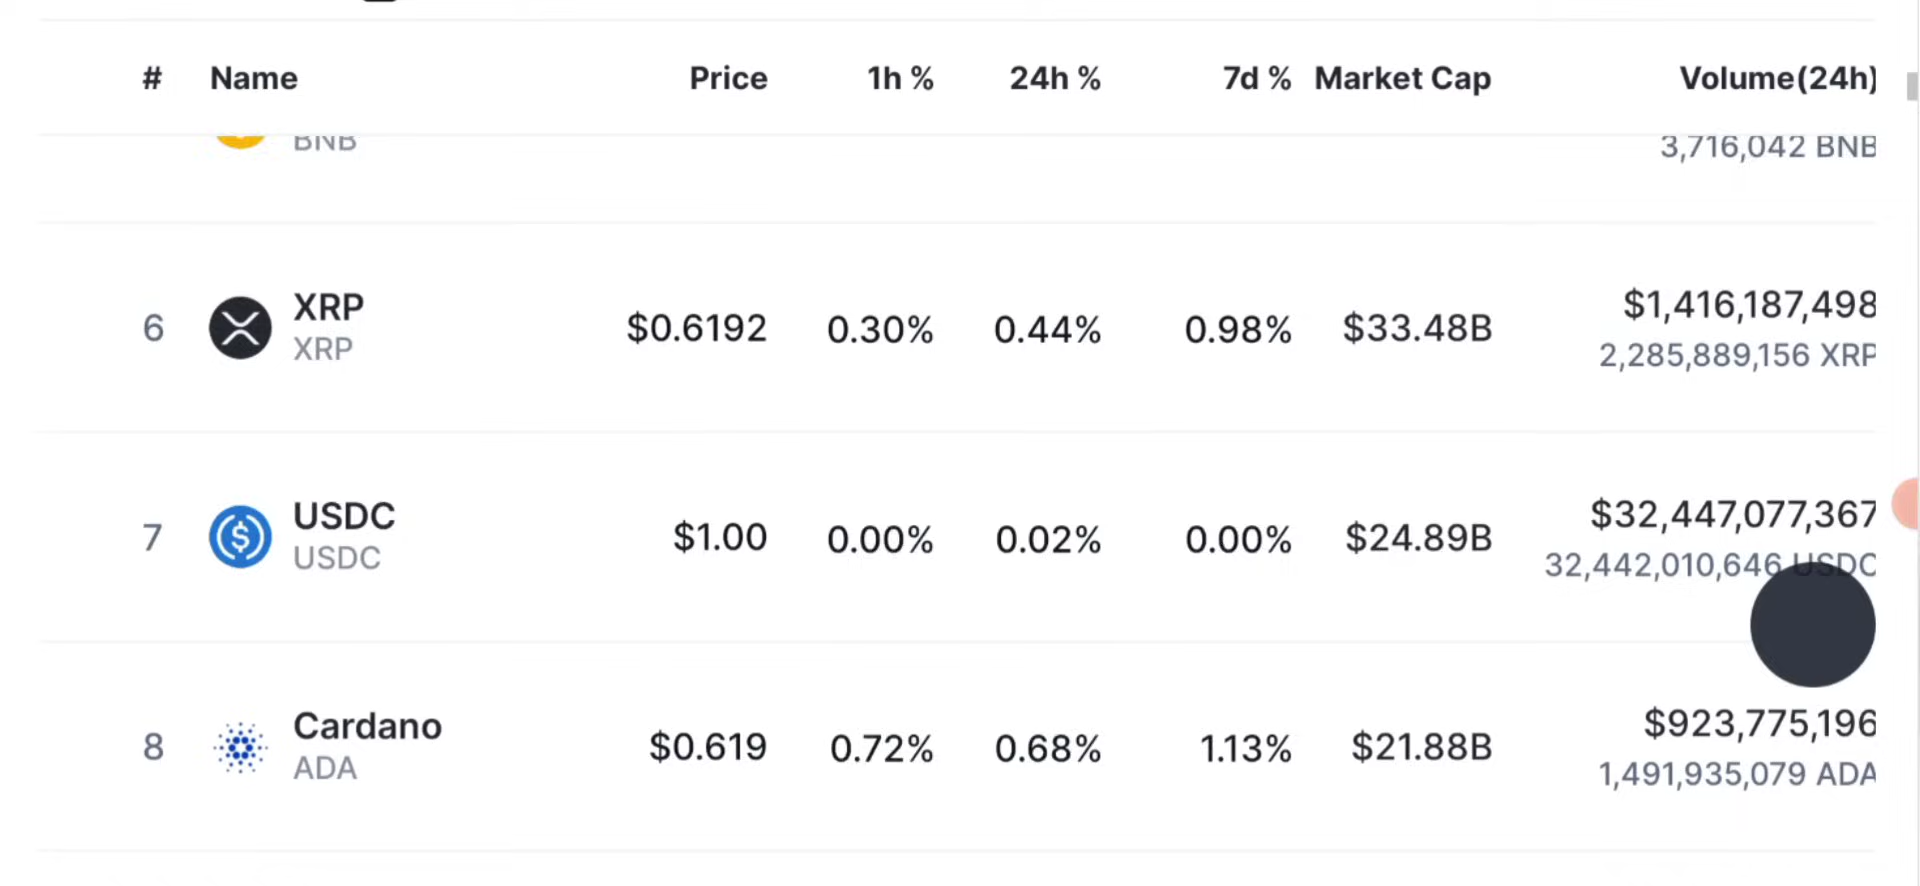 # Name Price 1h % 24h % 7d % Market Cap Volume(24h)
BNB 3,716,042 BNB
6 XRP $0.6192 0.30% 0.44% 0.98% $33.48B $1,416,187,498
XRP 2,285,889,156 XRP
7 USDC $1.00 0.00% 0.02% 0.00% $24.89B $32,447,077,367
USDC 32,442,010,646 USDC
8 Cardano $0.619 0.72% 0.68% 1.13% $21.88B $923,775,196
ADA 1,491,935,079 ADA